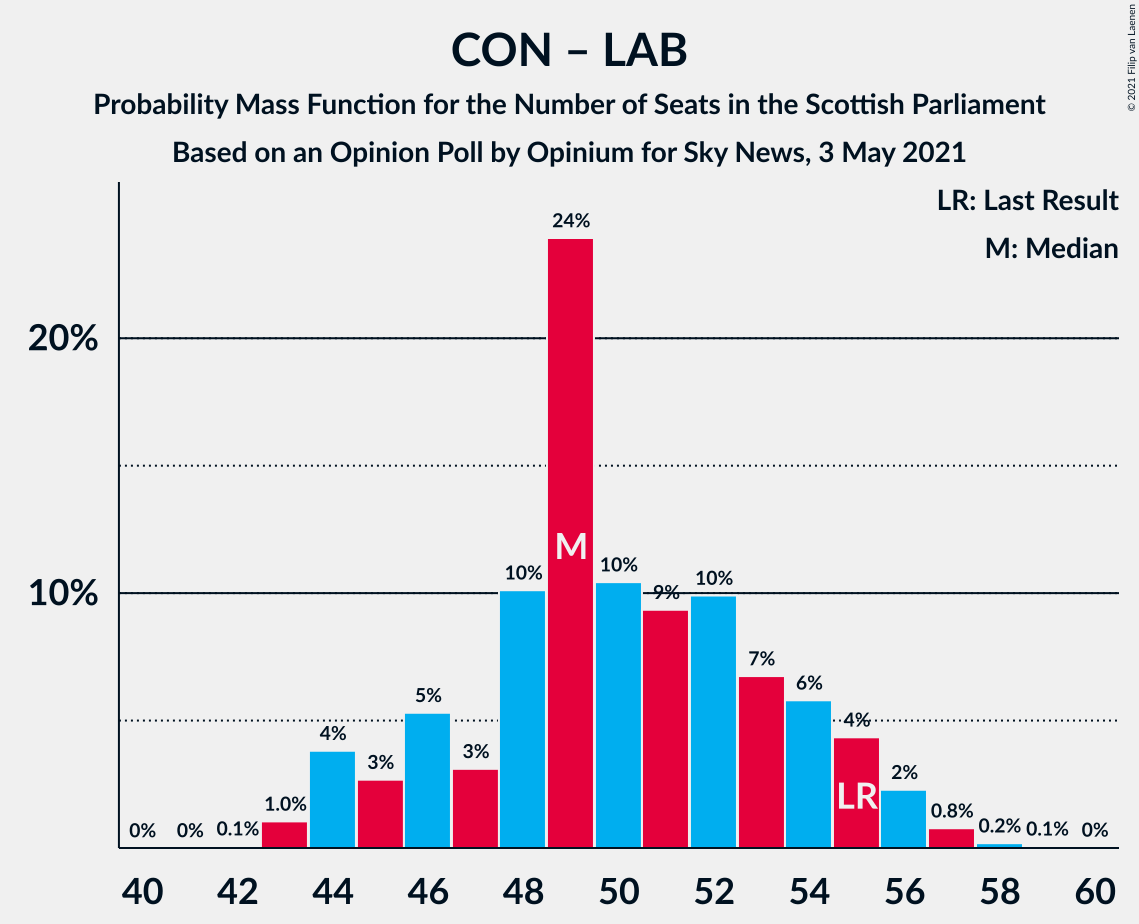 CON – LAB
Probability Mass Function for the Number of Seats in the Scottish Parliament
Based on an Opinion Poll by Opinium for Sky News, 3 May 2021
© 2021 Filip van Laenen
LR: Last Result
M: Median
20%
10%
0%
0%
0.1%
1.0%
4%
3%
5%
3%
10%
24%
10%
9%
10%
7%
6%
4%
2%
0.8%
0.2%
0.1%
0%
M
LR
40 42 44 46 48 50 52 54 56 58 60